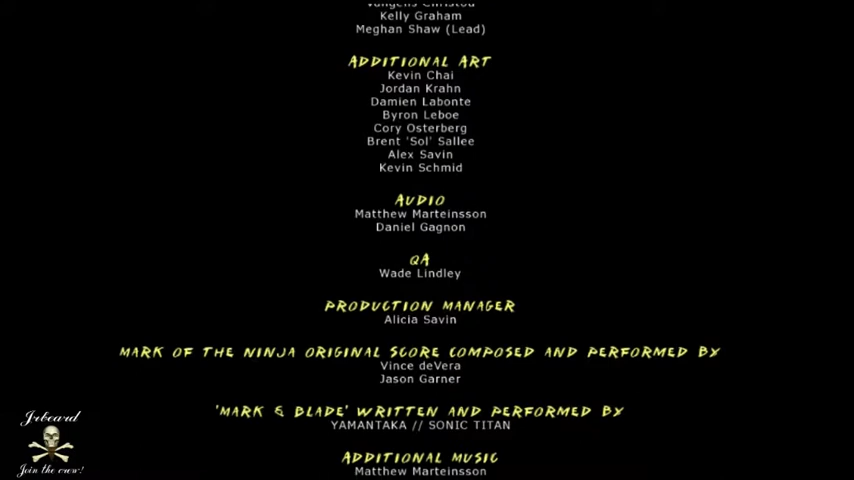 Vangelis Christou
Kelly Graham
Meghan Shaw (Lead)
ADDITIONAL ART
Kevin Chai
Jordan Krahn
Damien Labonte
Byron Leboe
Cory Osterberg
Brent 'Sol' Sallee
Alex Savin
Kevin Schmid
AUDIO
Matthew Marteinsson
Daniel Gagnon
QA
Wade Lindley
PRODUCTION MANAGER
Alicia Savin
MARK OF THE NINJA ORIGINAL SCORE COMPOSED AND PERFORMED BY
Vince deVera
Jason Garner
'MARK & BLADE' WRITTEN AND PERFORMED BY
YAMANTAKA // SONIC TITAN
ADDITIONAL MUSIC
Matthew Marteinsson
Jrbeard
Join the crew!